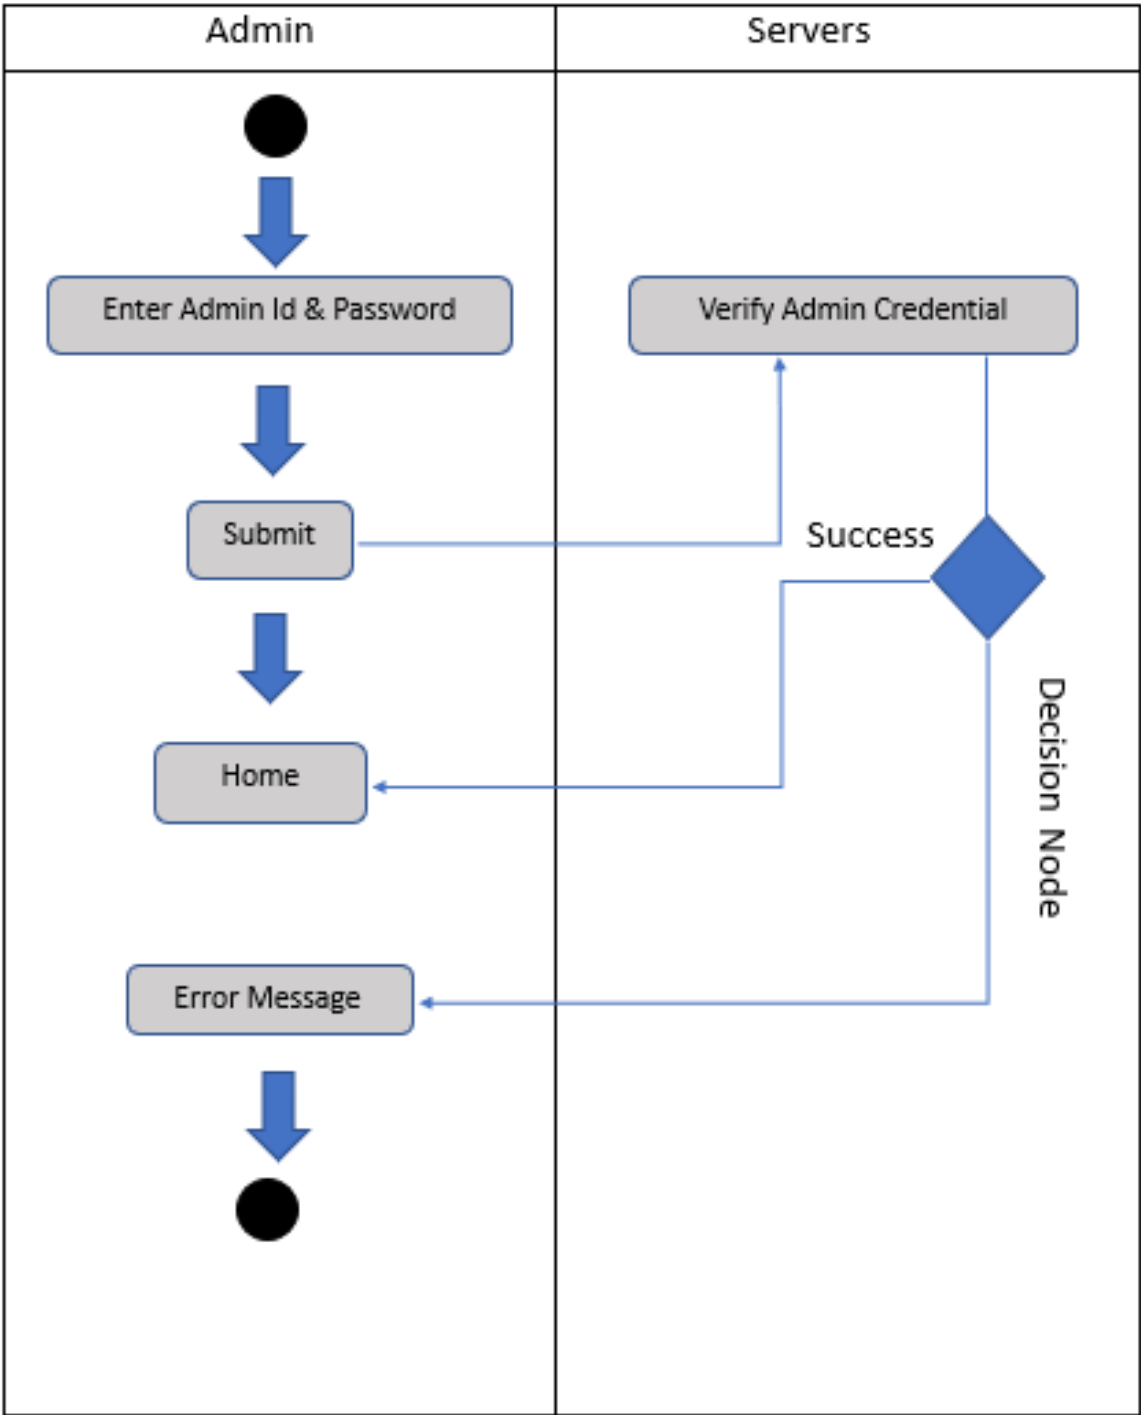 Admin
Servers
Enter Admin Id & Password
Verify Admin Credential
Submit
Success
Home
Decision Node
Error Message